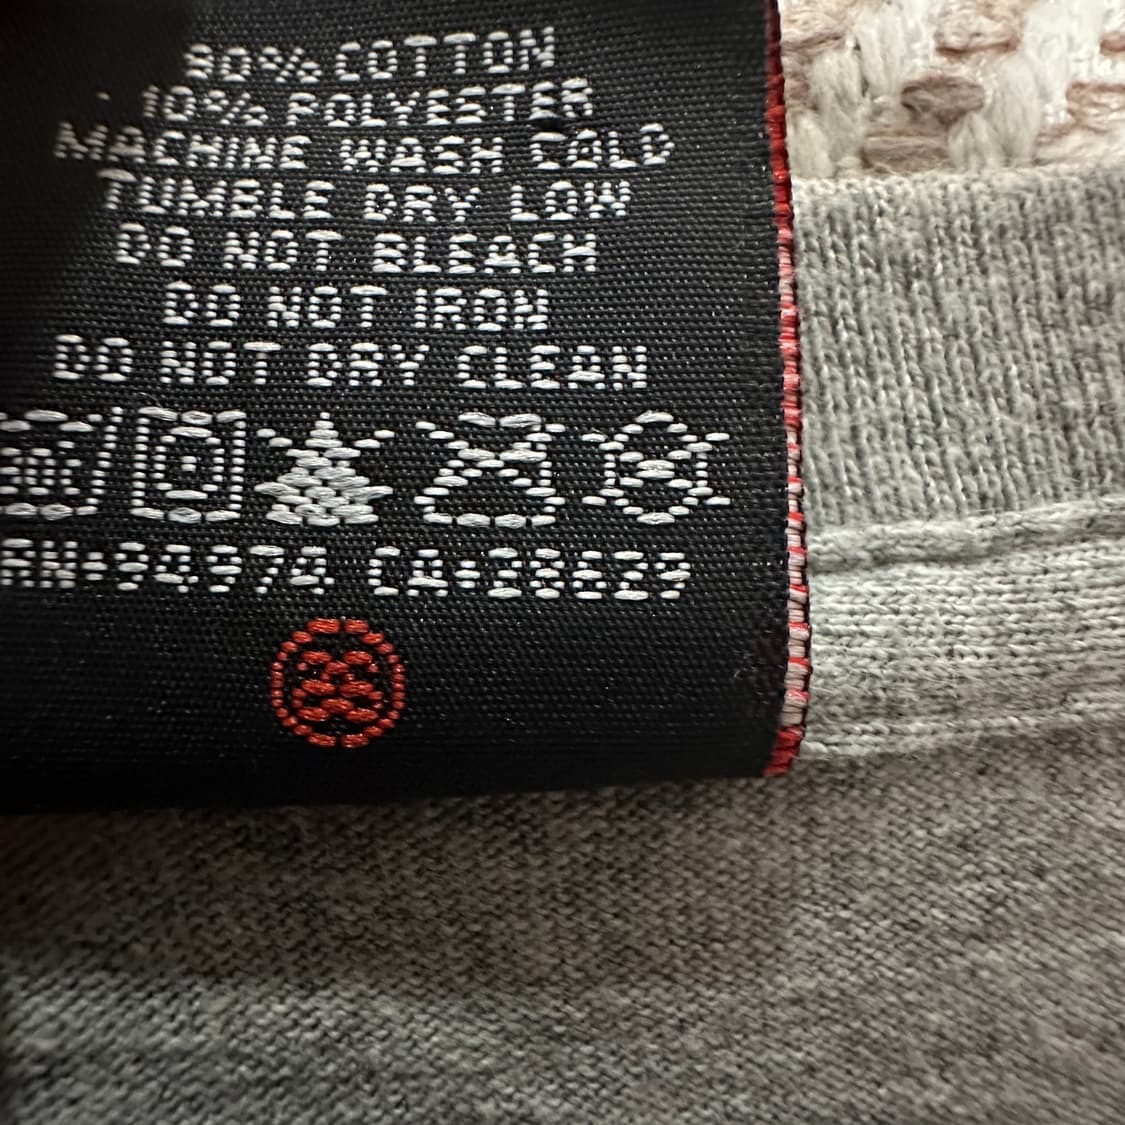 90% COTTON
10% POLYESTER
MACHINE WASH COLD
TUMBLE DRY LOW
DO NOT BLEACH
DO NOT IRON
DO NOT DRY CLEAN
RN#94974 CA#38629